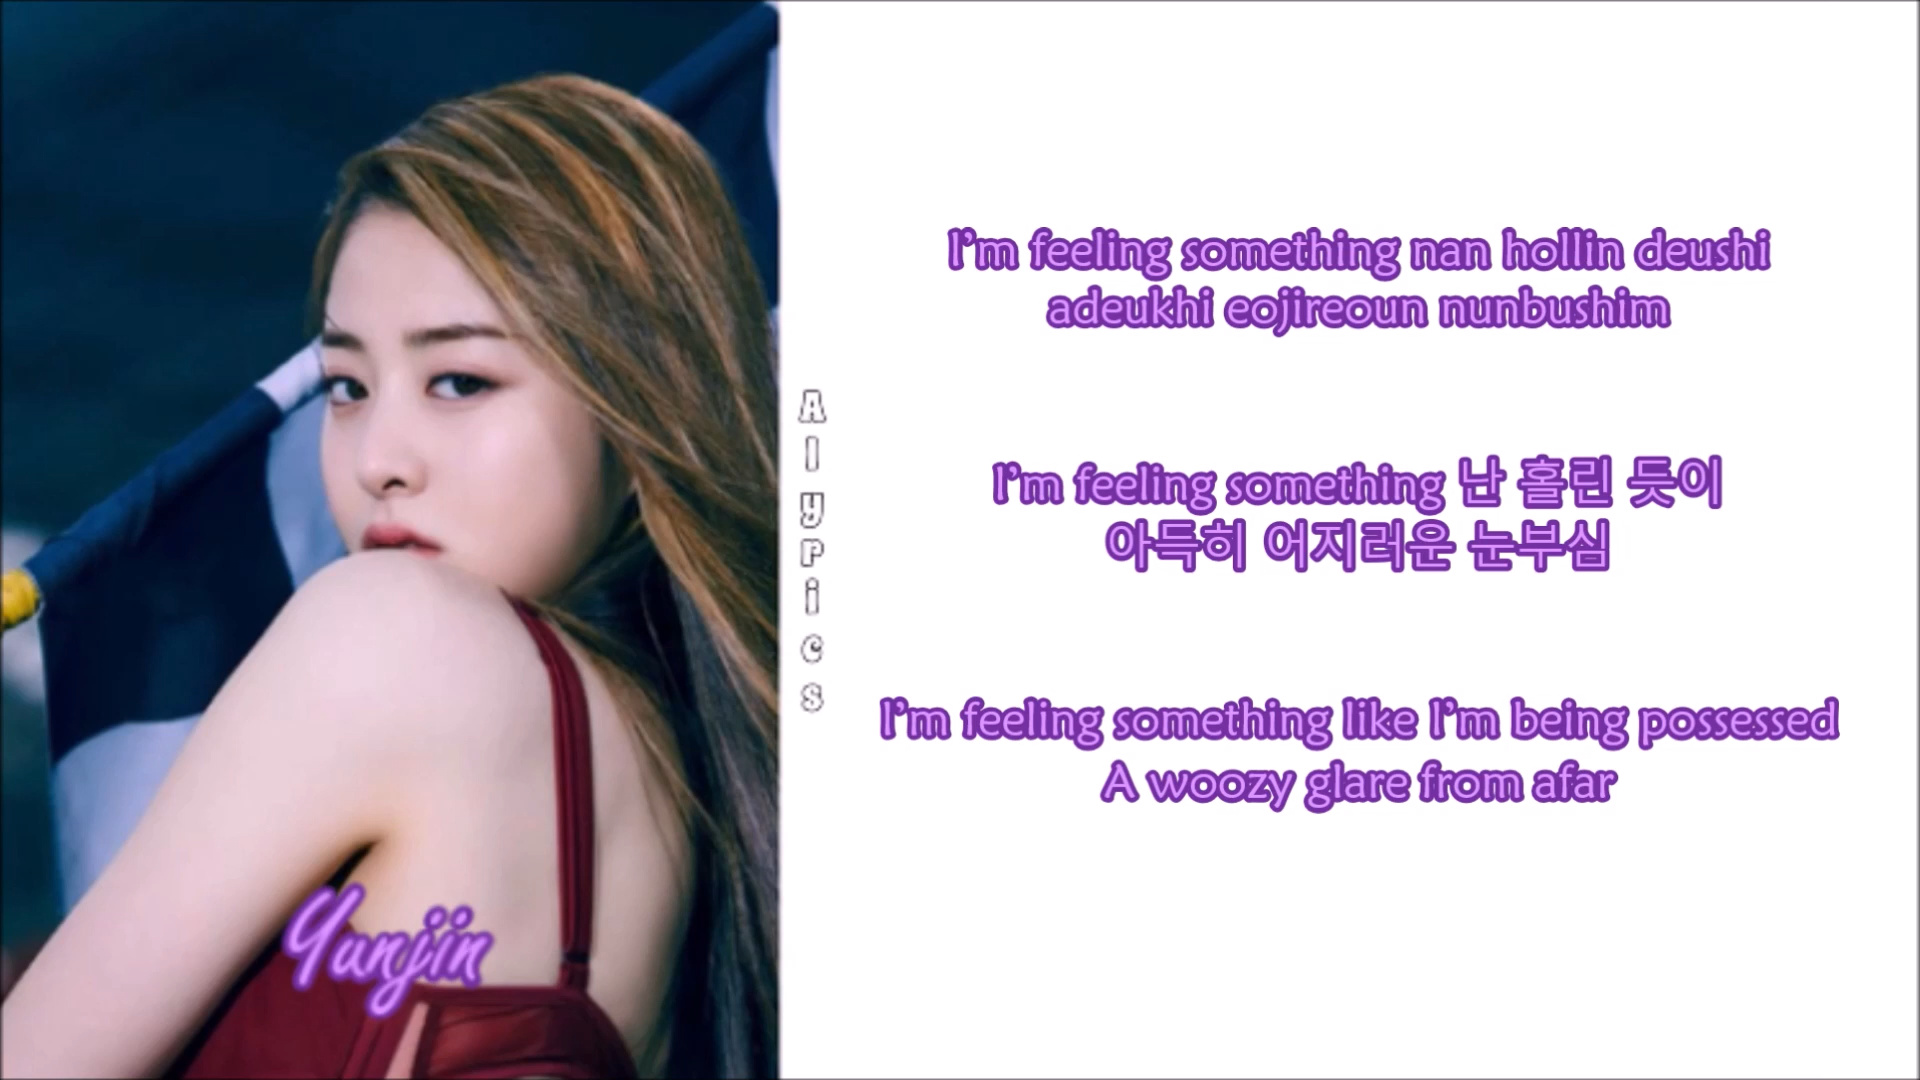 I'm feeling something nan hollin deushi
adeukhi eojireoun nunbushim
I'm feeling something 난 홀린 듯이
아득히 어지러운 눈부심
I'm feeling something like I'm being possessed
A woozy glare from afar
Alypics
Yunjin